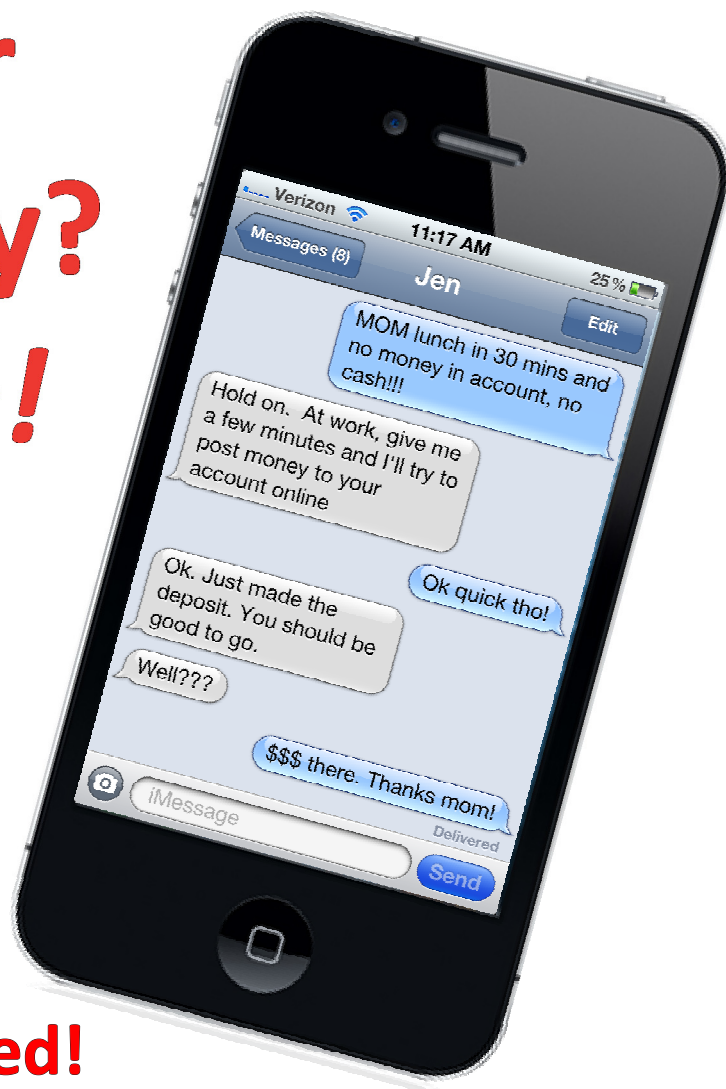 r
y?
!
Verizon
11:17 AM
25%
Messages (8)
Jen
Edit
MOM lunch in 30 mins and
no money in account, no
cash!!!
Hold on.  At work, give me
a few minutes and I'll try to
post money to your
account online
Ok quick tho!
Ok. Just made the
deposit. You should be
good to go.
Well???
$$$ there. Thanks mom!
Delivered
iMessage
Send
ed!